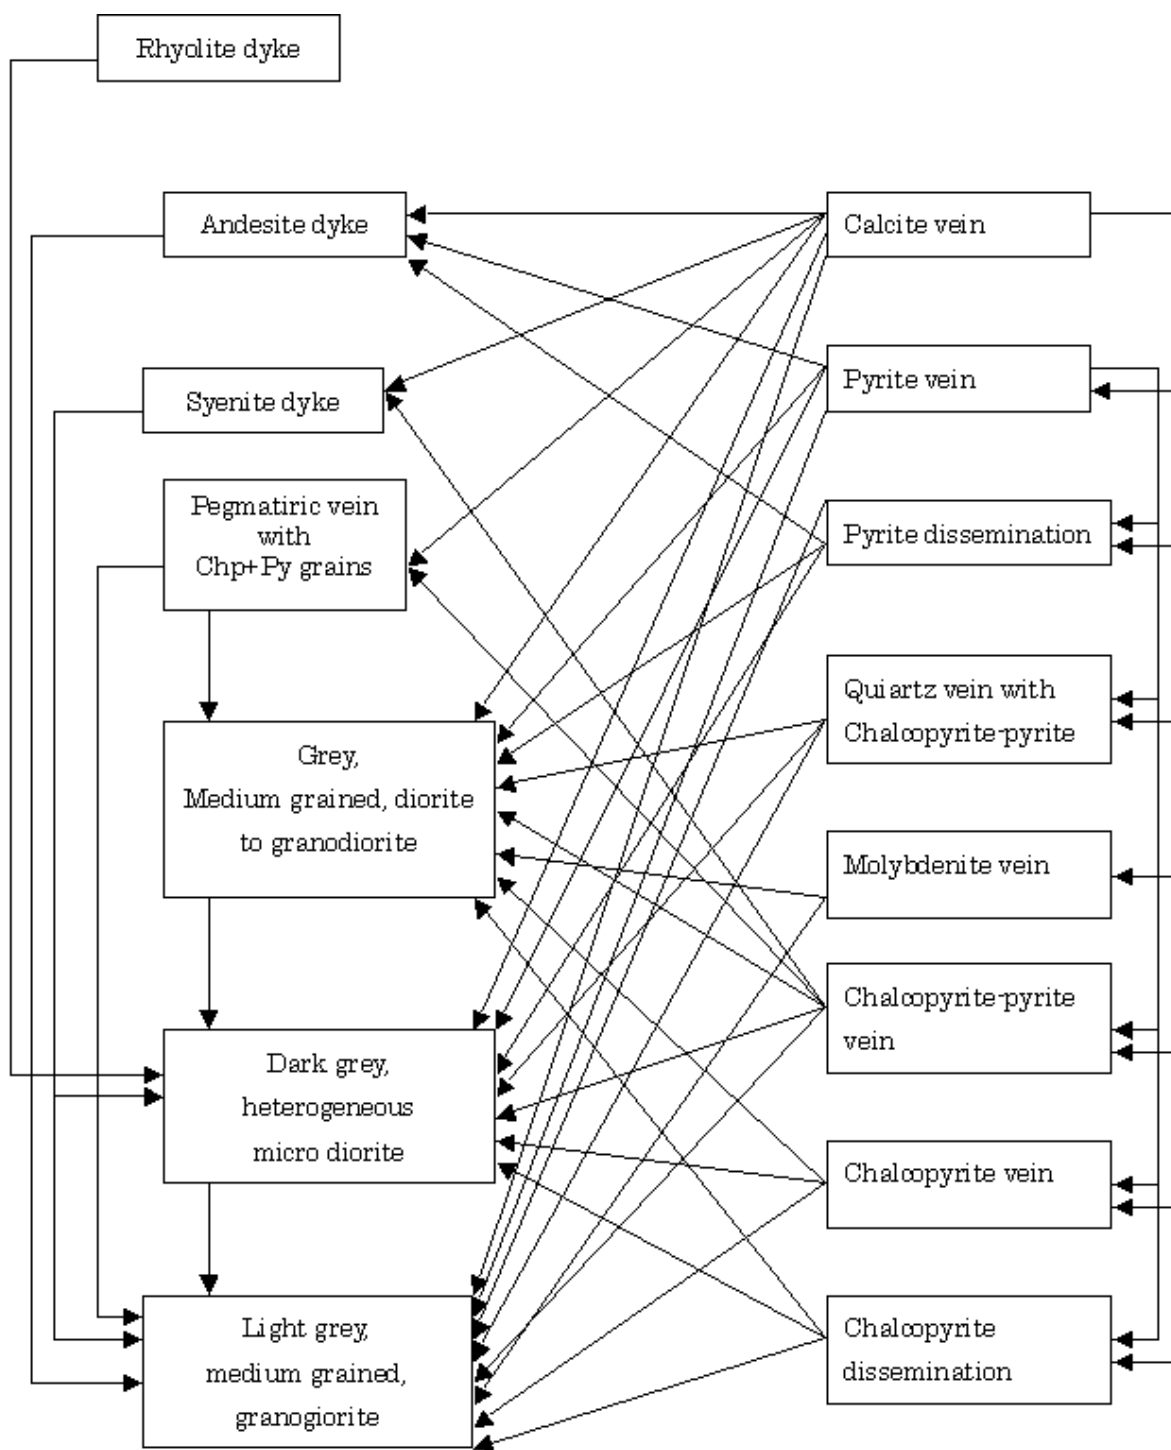 Rhyolite dyke
Andesite dyke
Syenite dyke
Pegmatiric vein
with
Chp+Py grains
Grey,
Medium grained, diorite
to granodiorite
Dark grey,
heterogeneous
micro diorite
Light grey,
medium grained,
granogiorite
Calcite vein
Pyrite vein
Pyrite dissemination
Quiartz vein with
Chalcopyrite-pyrite
Molybdenite vein
Chalcopyrite-pyrite
vein
Chalcopyrite vein
Chalcopyrite
dissemination